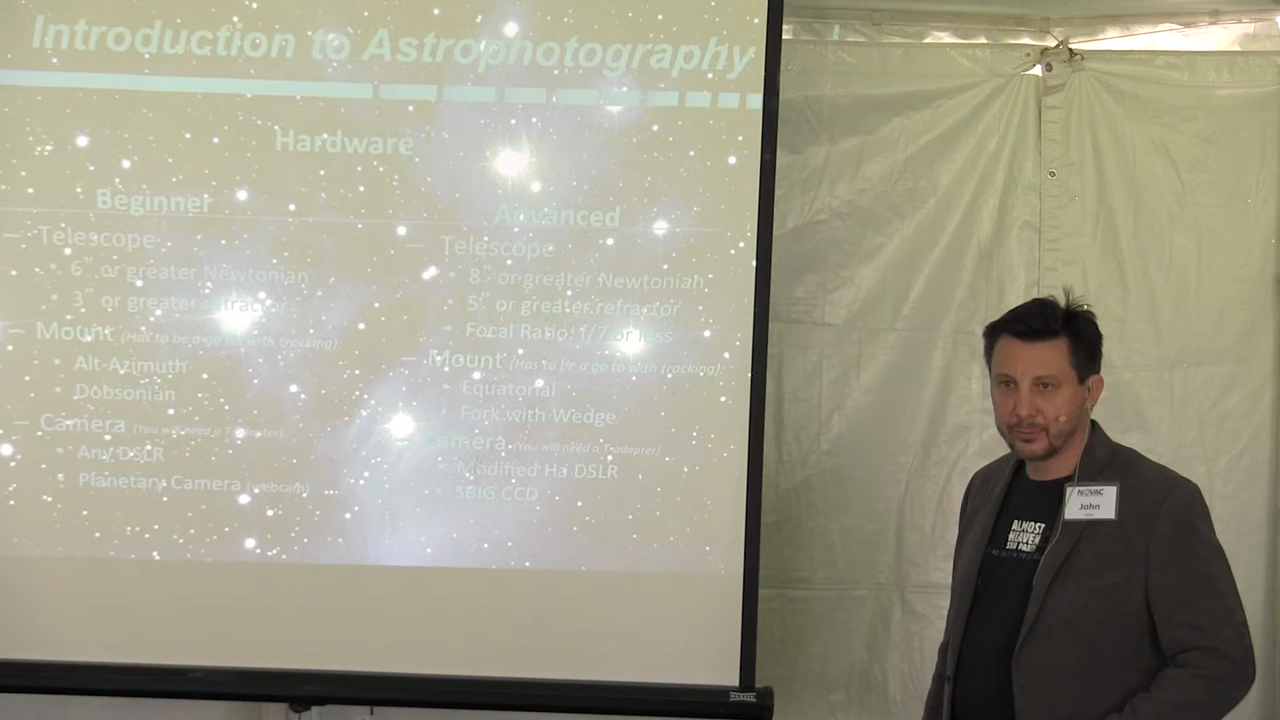 Introduction to Astrophotography
Hardware
Beginner
– Telescope
• 6" or greater Newtonian
• 3" or greater refractor
– Mount (Has to be a go to with tracking):
• Alt-Azimuth
• Dobsonian
– Camera (You will need a T-adapter)
• Any DSLR
• Planetary Camera (webcam)
Advanced
– Telescope
• 8" or greater Newtonian
• 5" or greater refractor
• Focal Ratio: f/7 or less
– Mount (Has to be a go to with tracking):
• Equatorial
• Fork with Wedge
Camera (You will need a T-adapter)
• Modified Ha DSLR
SBIG CCD
NOVAC
John
ALMOST
HEAVEN
STAR PARTY